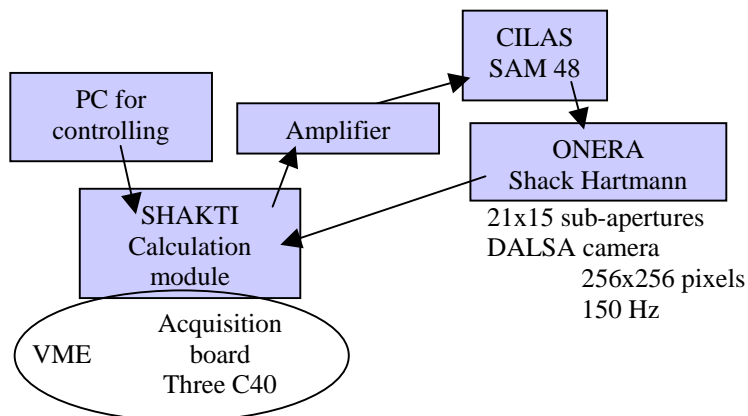 CILAS
SAM 48
PC for
controlling
Amplifier
ONERA
Shack Hartmann
SHAKTI
Calculation
module
21x15 sub-apertures
DALSA camera
256x256 pixels
150 Hz
VME
Acquisition
board
Three C40